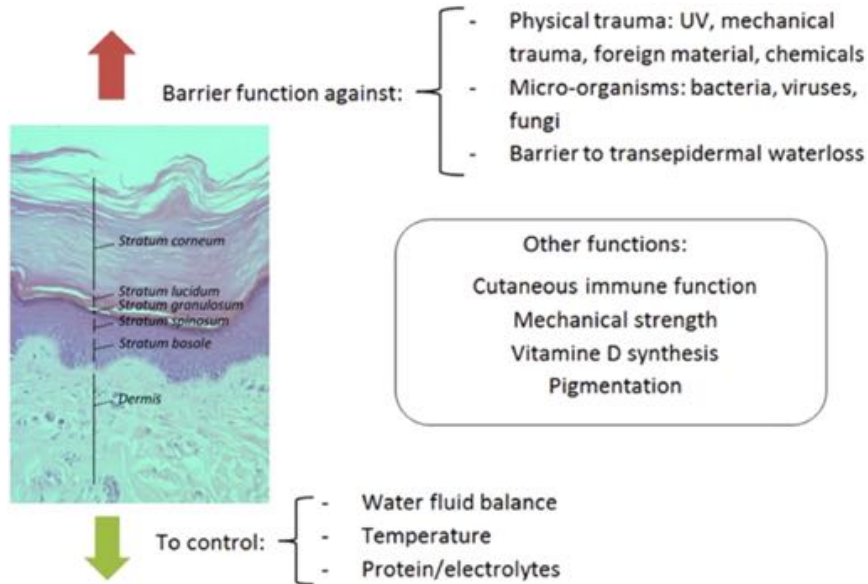 Barrier function against:
- Physical trauma: UV, mechanical
trauma, foreign material, chemicals
- Micro-organisms: bacteria, viruses,
fungi
- Barrier to transepidermal waterloss
Stratum corneum
Stratum lucidum
Stratum granulosum
Stratum spinosum
Stratum basale
Dermis
Other functions:
Cutaneous immune function
Mechanical strength
Vitamine D synthesis
Pigmentation
To control:
- Water fluid balance
- Temperature
- Protein/electrolytes